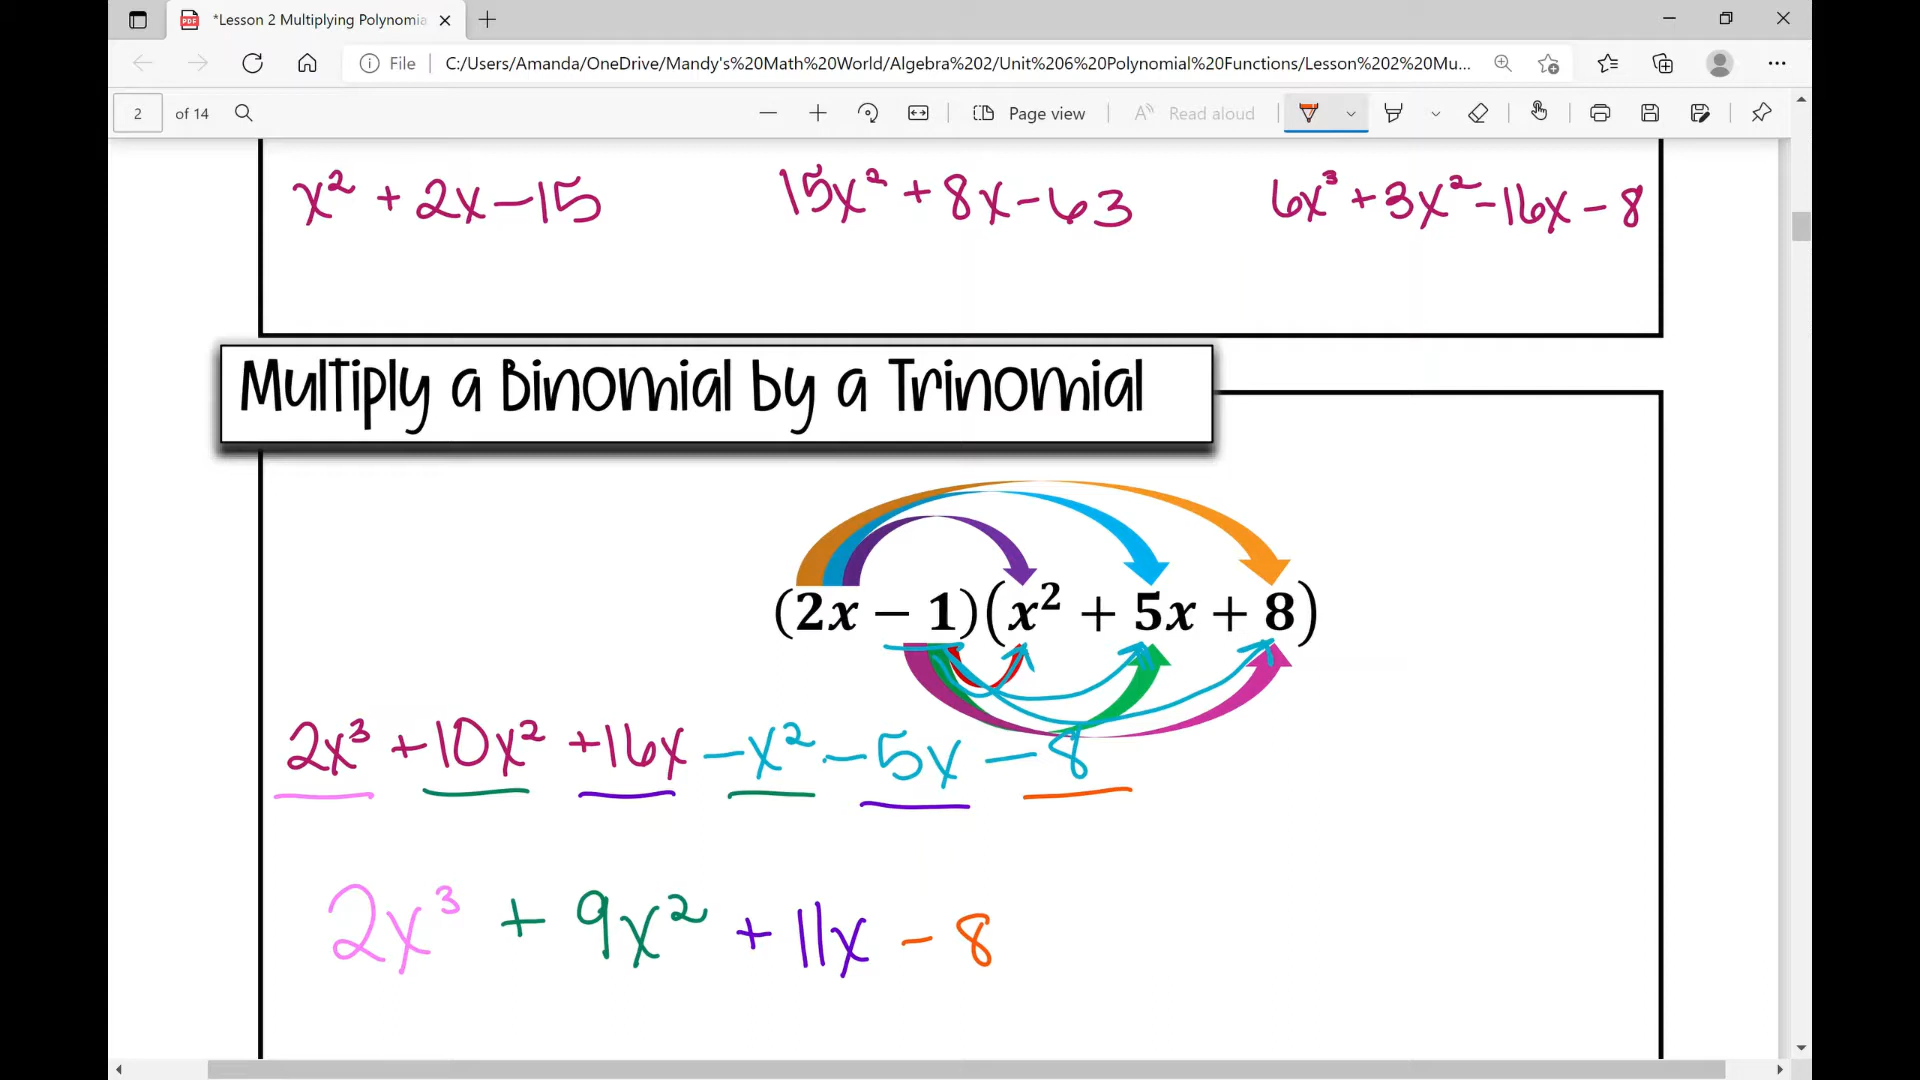 *Lesson 2 Multiplying Polynomia
File C:/Users/Amanda/OneDrive/Mandy's%20Math%20World/Algebra%202/Unit%206%20Polynomial%20Functions/Lesson%202%20Mu...
2 of 14 Page view Read aloud
x² + 2x - 15 15x² + 8x - 63 6x³ + 3x² - 16x - 8
Multiply a Binomial by a Trinomial
(2x − 1)(x² + 5x + 8)
2x³ + 10x² + 16x - x² - 5x - 8
2x³ + 9x² + 11x - 8